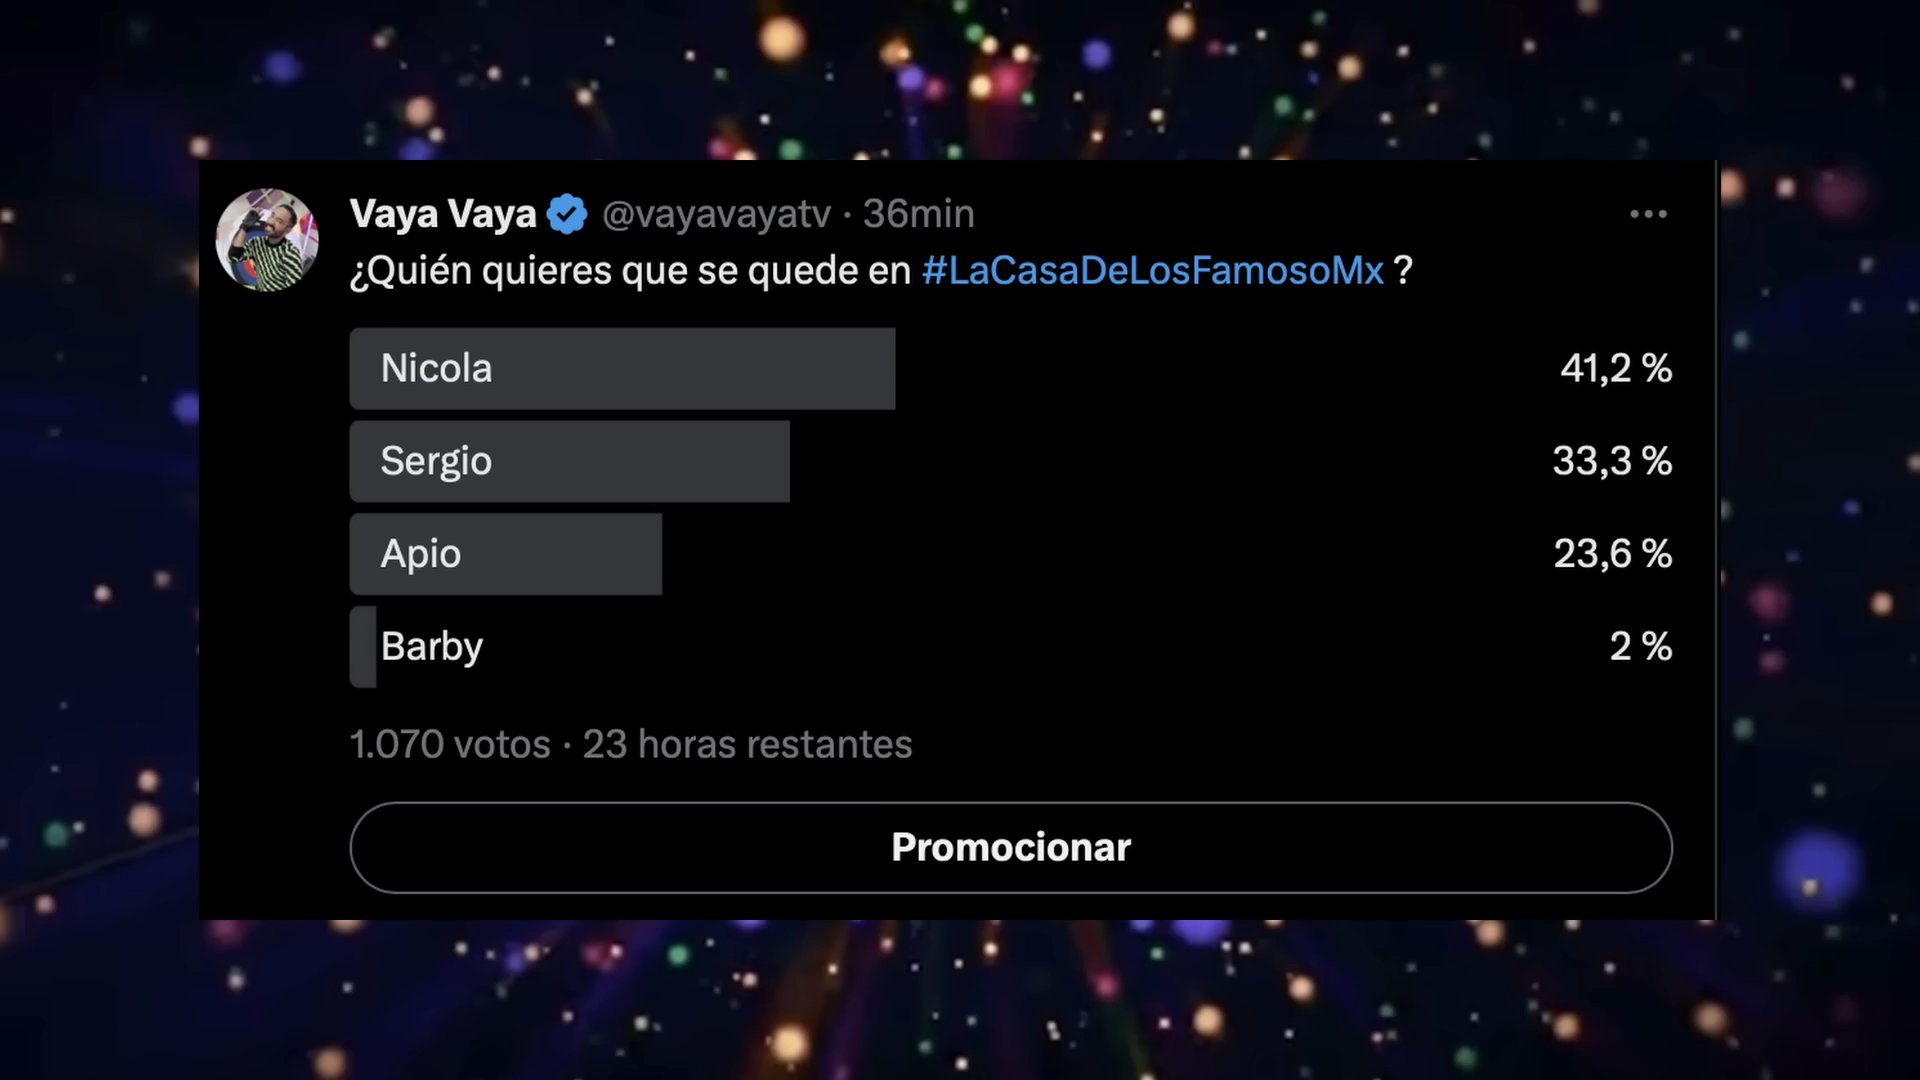 Vaya Vaya @vayavayatv · 36min
¿Quién quieres que se quede en #LaCasaDeLosFamosoMx ?
Nicola 41,2 %
Sergio 33,3 %
Apio 23,6 %
Barby 2 %
1.070 votos · 23 horas restantes
Promocionar